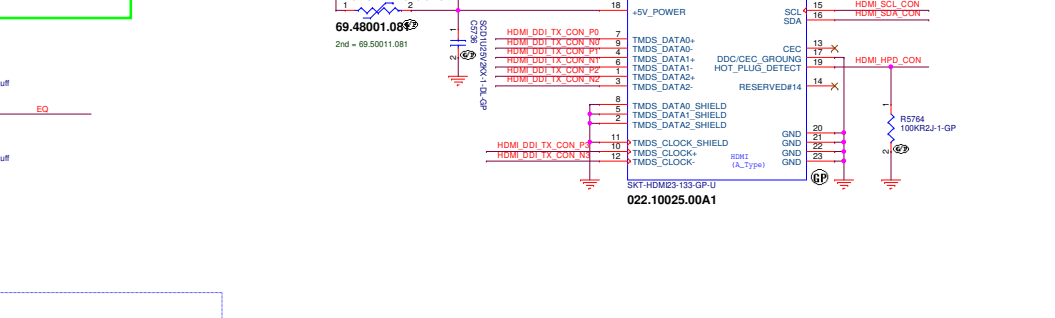 1
2
69.48001.081
2nd = 69.50011.081
1
2
C5736
SCD1U25V2KX-1-DL-GP
uff
EQ
uff
HDMI_DDI_TX_CON_P0
HDMI_DDI_TX_CON_N0
HDMI_DDI_TX_CON_P1
HDMI_DDI_TX_CON_N1
HDMI_DDI_TX_CON_P2
HDMI_DDI_TX_CON_N2
HDMI_DDI_TX_CON_P3
HDMI_DDI_TX_CON_N3
18 +5V_POWER
7 TMDS_DATA0+
9 TMDS_DATA0-
4 TMDS_DATA1+
6 TMDS_DATA1-
1 TMDS_DATA2+
3 TMDS_DATA2-
8 TMDS_DATA0_SHIELD
5 TMDS_DATA1_SHIELD
2 TMDS_DATA2_SHIELD
11 TMDS_CLOCK_SHIELD
10 TMDS_CLOCK+
12 TMDS_CLOCK-
SCL 15 HDMI_SCL_CON
SDA 16 HDMI_SDA_CON
CEC 13
DDC/CEC_GROUNG 17
HOT_PLUG_DETECT 19 HDMI_HPD_CON
RESERVED#14 14
GND 20
GND 21
GND 22
GND 23
HDMI
(A_Type)
GP
SKT-HDMI23-133-GP-U
022.10025.00A1
1
R5764
100KR2J-1-GP
2